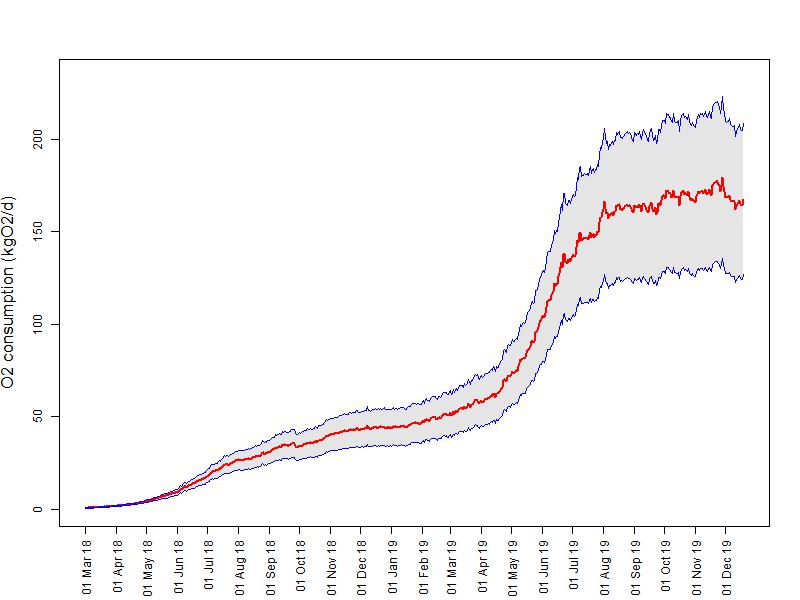 O2 consumption (kgO2/d)
200
150
100
50
0
01 Mar 18
01 Apr 18
01 May 18
01 Jun 18
01 Jul 18
01 Aug 18
01 Sep 18
01 Oct 18
01 Nov 18
01 Dec 18
01 Jan 19
01 Feb 19
01 Mar 19
01 Apr 19
01 May 19
01 Jun 19
01 Jul 19
01 Aug 19
01 Sep 19
01 Oct 19
01 Nov 19
01 Dec 19